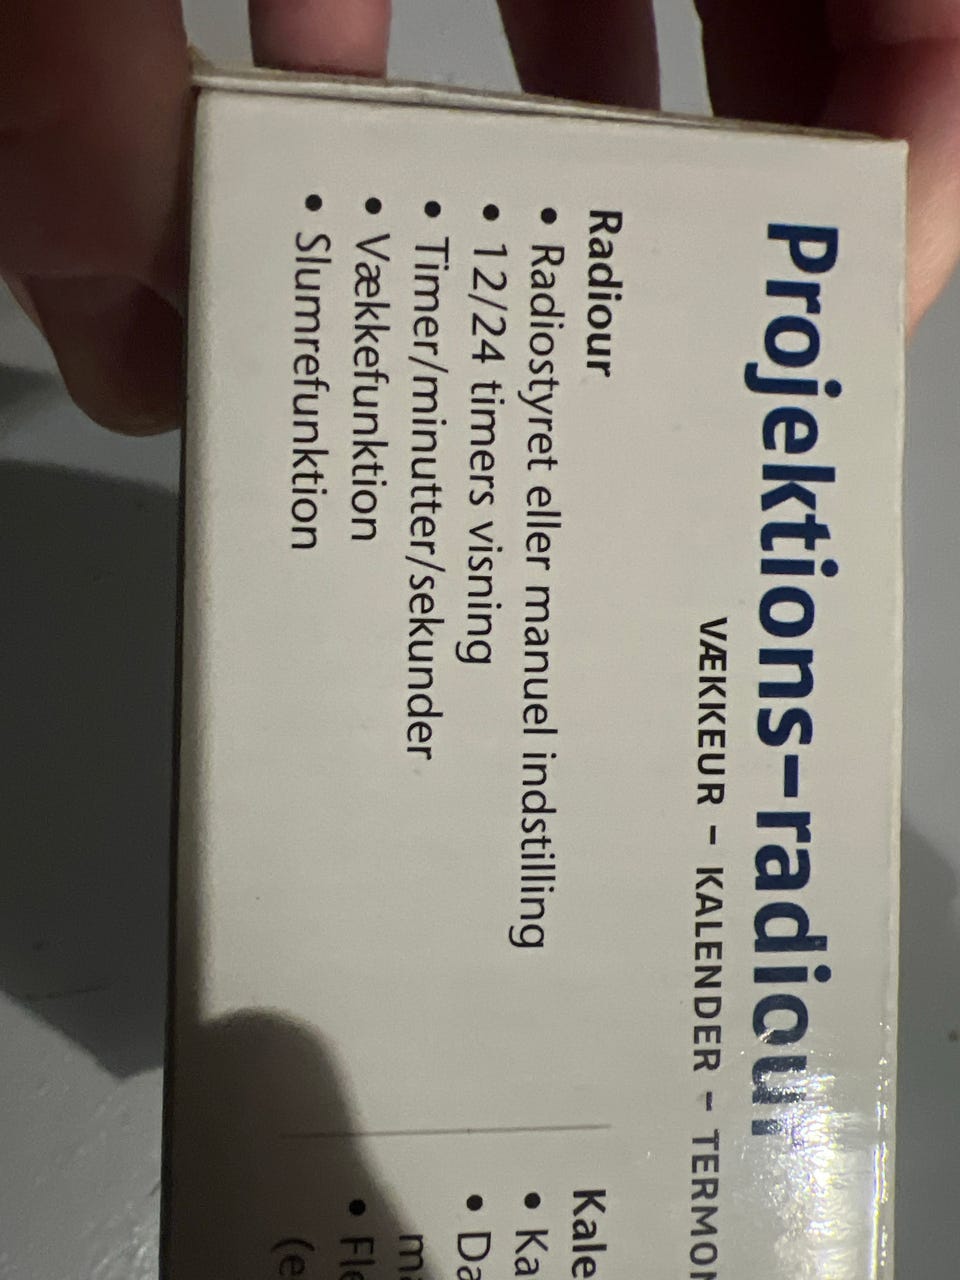 Projektions-radiour
VÆKKEUR - KALENDER -
Radiour
• Radiostyret eller manuel indstilling
• 12/24 timers visning
• Timer/minutter/sekunder
• Vækkefunktion
• Slumrefunktion